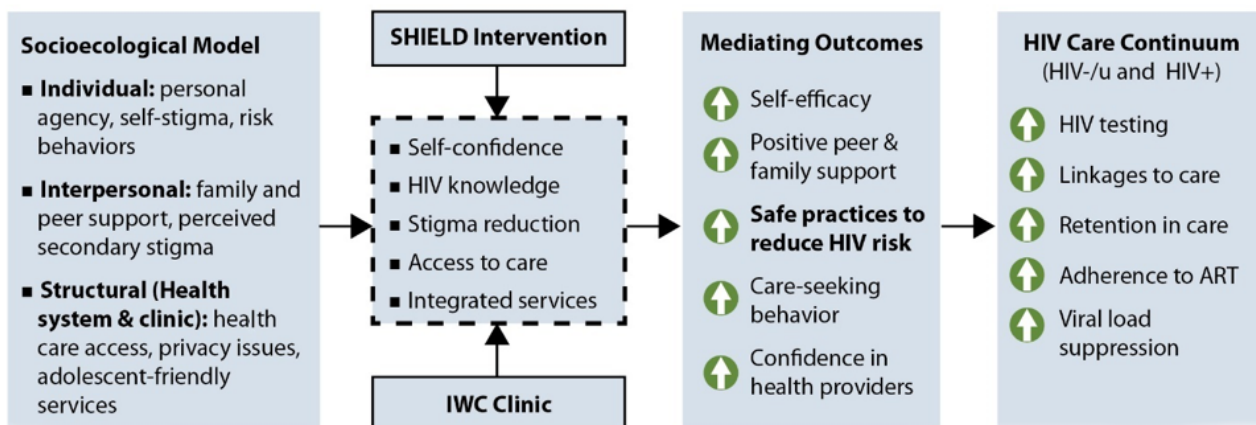 Socioecological Model
▪ Individual: personal
agency, self-stigma, risk
behaviors
▪ Interpersonal: family and
peer support, perceived
secondary stigma
▪ Structural (Health
system & clinic): health
care access, privacy issues,
adolescent-friendly
services
SHIELD Intervention
▪ Self-confidence
▪ HIV knowledge
▪ Stigma reduction
▪ Access to care
▪ Integrated services
IWC Clinic
Mediating Outcomes
Self-efficacy
Positive peer &
family support
Safe practices to
reduce HIV risk
Care-seeking
behavior
Confidence in
health providers
HIV Care Continuum
(HIV-/u and HIV+)
HIV testing
Linkages to care
Retention in care
Adherence to ART
Viral load
suppression